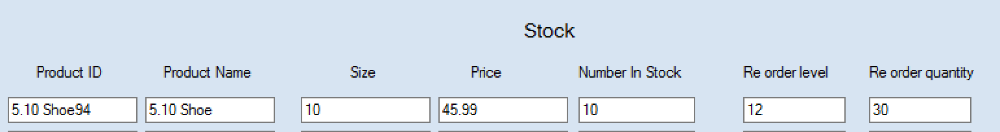 Stock
Product ID Product Name Size Price Number In Stock Re order level Re order quantity
5.10 Shoe94 5.10 Shoe 10 45.99 10 12 30